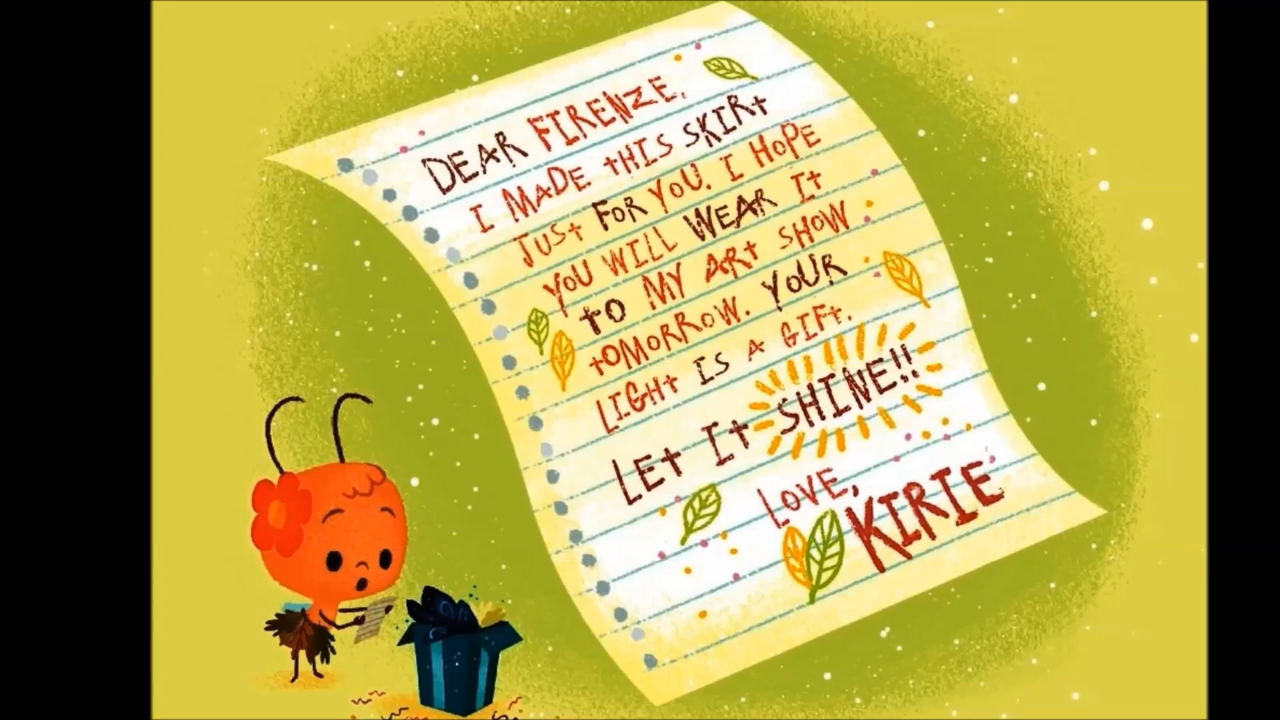 DEAR FIRENZE,
I MADE tHIS SKIRt
JUSt FOR YOU. I HOPE
YOU WILL WEAR It
tO MY ARt SHOW
tOMORROW. YOUR
LIGHt IS A GIFt.
LEt It SHINE!!
LOVE,
KIRIE